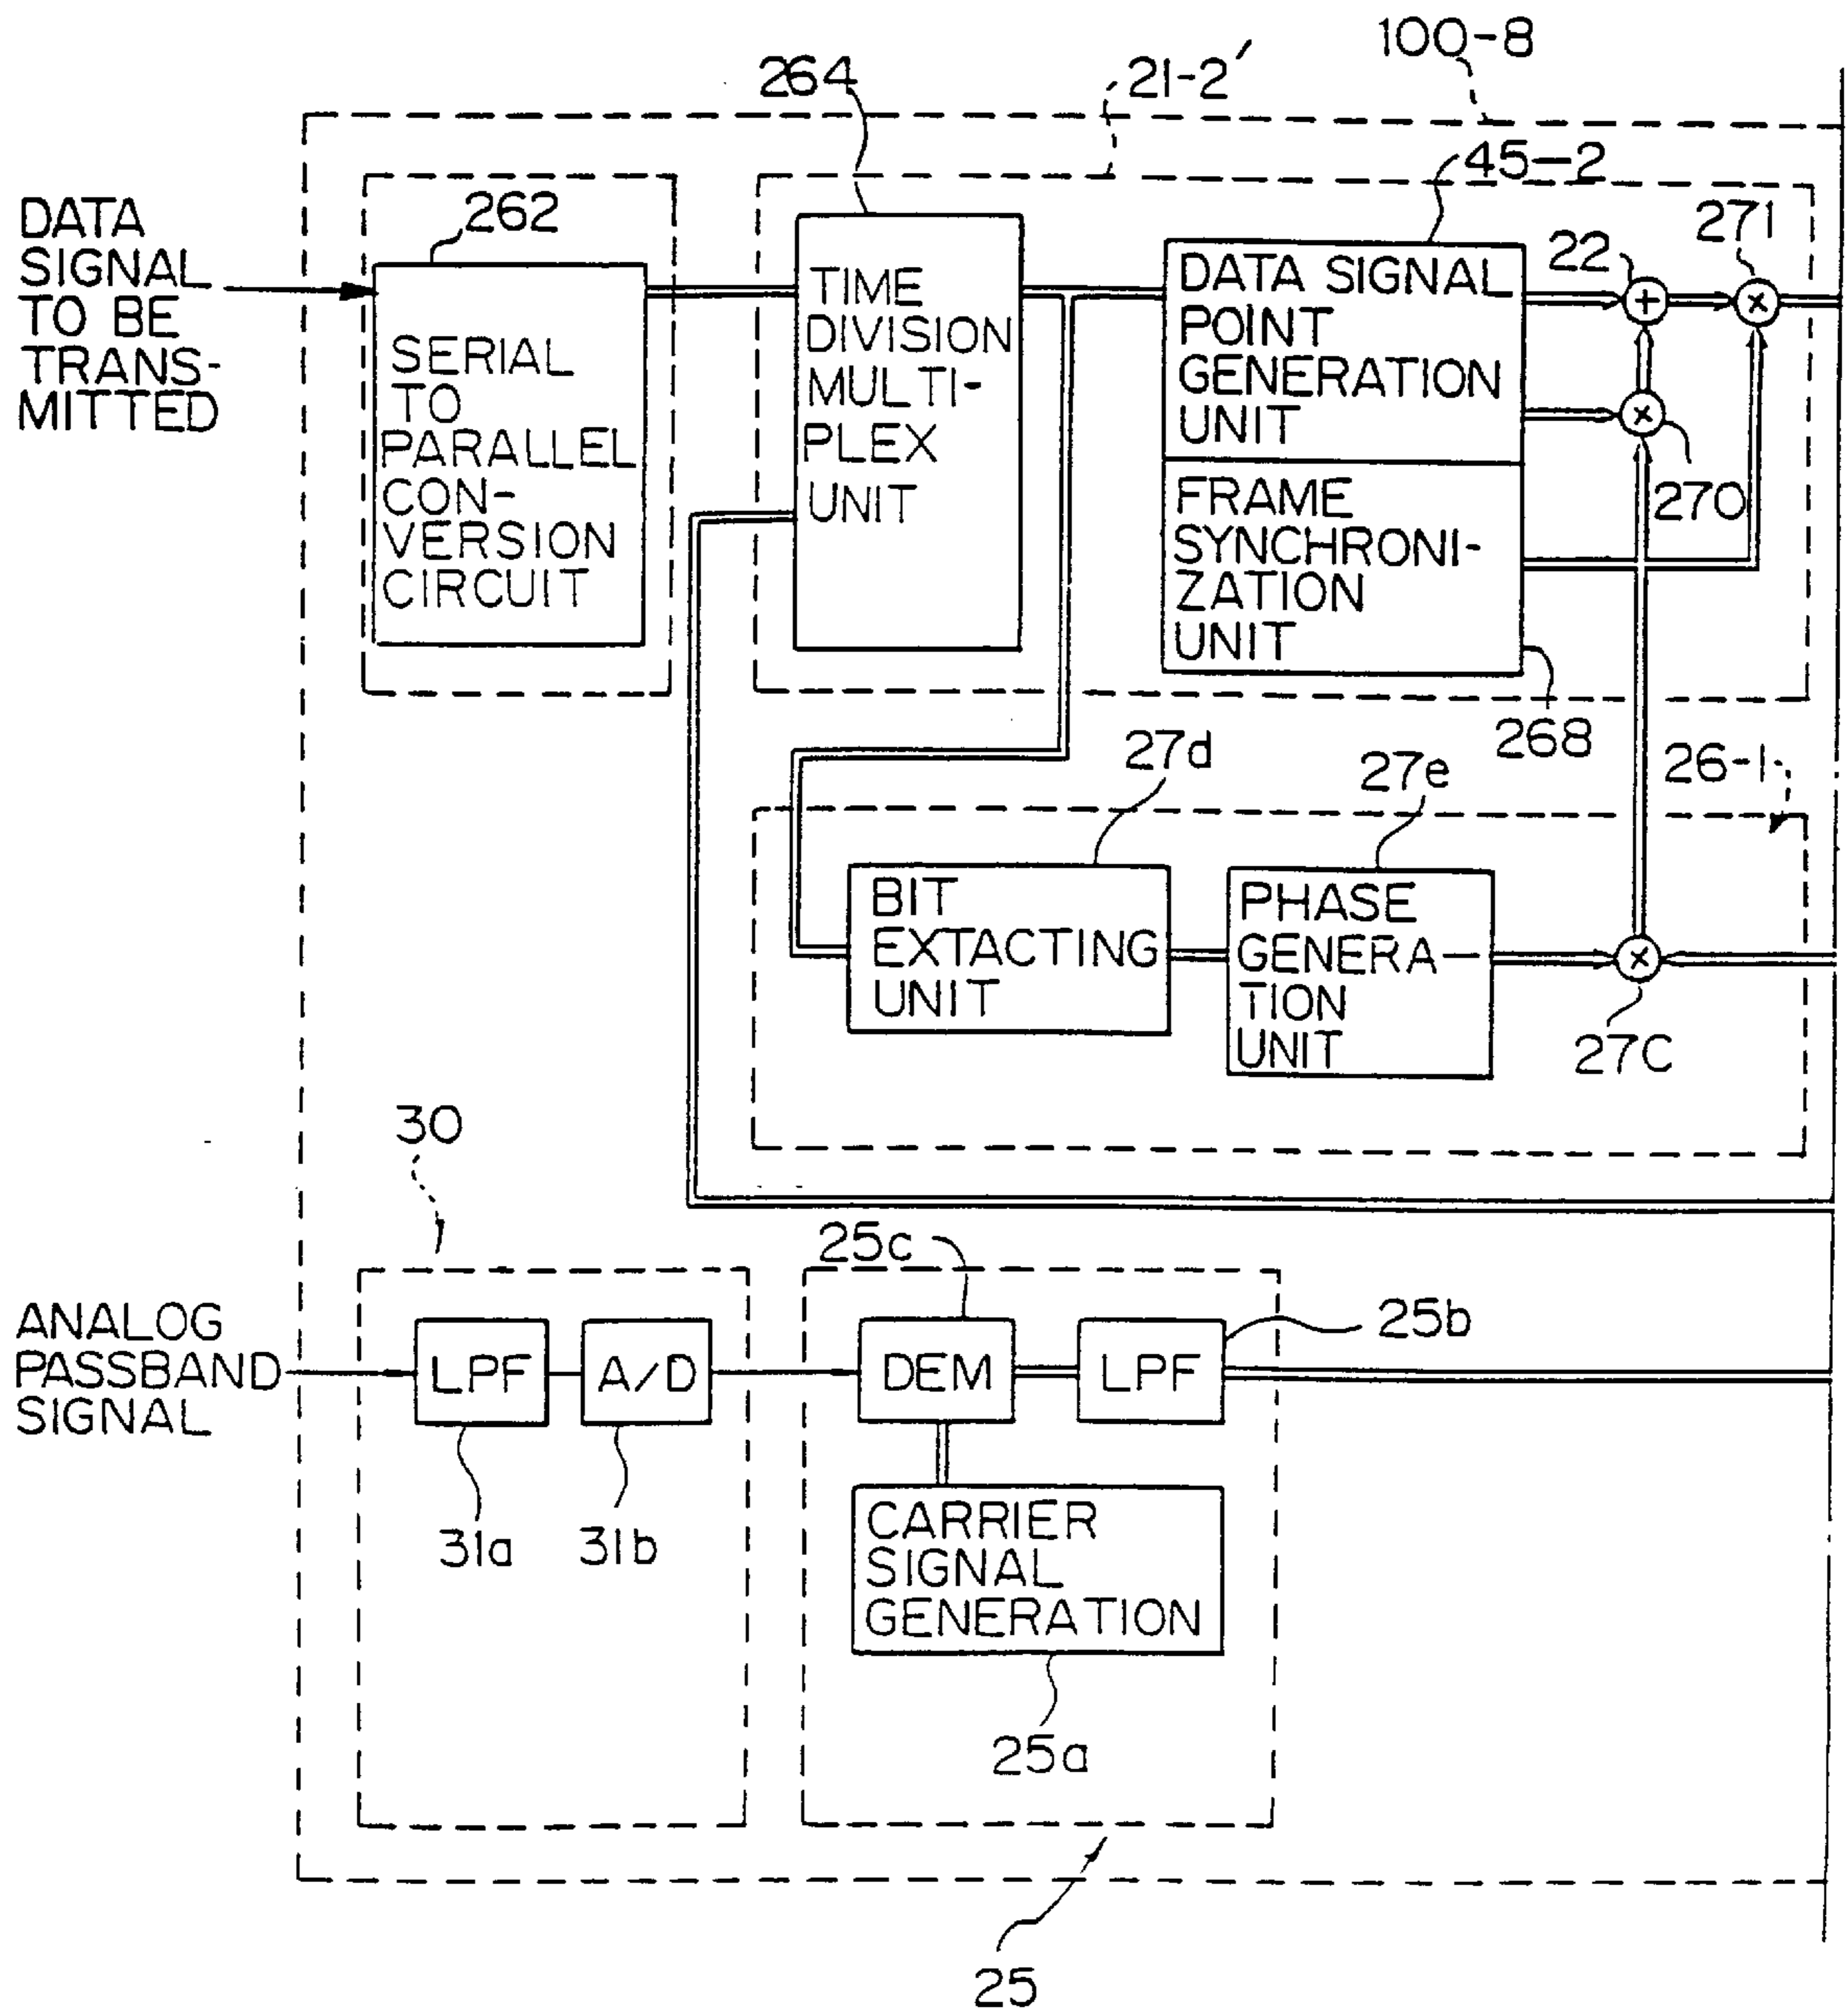 100-8
264
21-2'
45-2
DATA
SIGNAL
TO BE
TRANS-
MITTED
262
SERIAL
TO
PARALLEL
CON-
VERSION
CIRCUIT
TIME
DIVISION
MULTI-
PLEX
UNIT
DATA SIGNAL
POINT
GENERATION
UNIT
22
+
271
×
×
270
FRAME
SYNCHRONI-
ZATION
UNIT
268
27d
27e
26-1
BIT
EXTACTING
UNIT
PHASE
GENERA-
TION
UNIT
×
27C
30
25c
25b
ANALOG
PASSBAND
SIGNAL
LPF
A/D
DEM
LPF
31a
31b
CARRIER
SIGNAL
GENERATION
25a
25